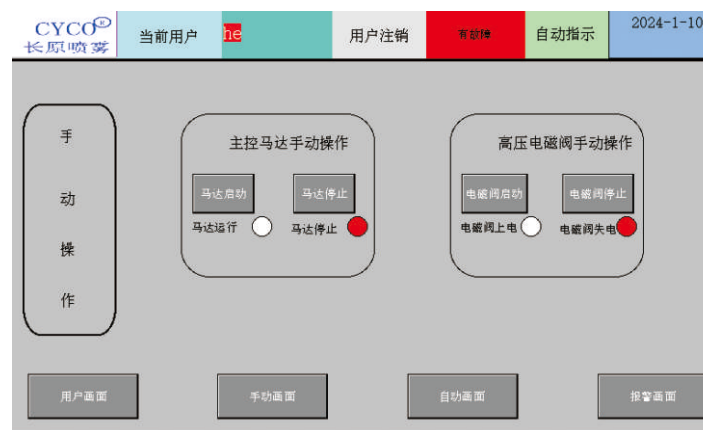 CYCO®
长原喷雾
当前用户
he
用户注销
有故障
自动指示
2024-1-10
手动操作
主控马达手动操作
马达启动
马达停止
马达运行
马达停止
高压电磁阀手动操作
电磁阀启动
电磁阀停止
电磁阀上电
电磁阀失电
用户画面
手动画面
自动画面
报警画面